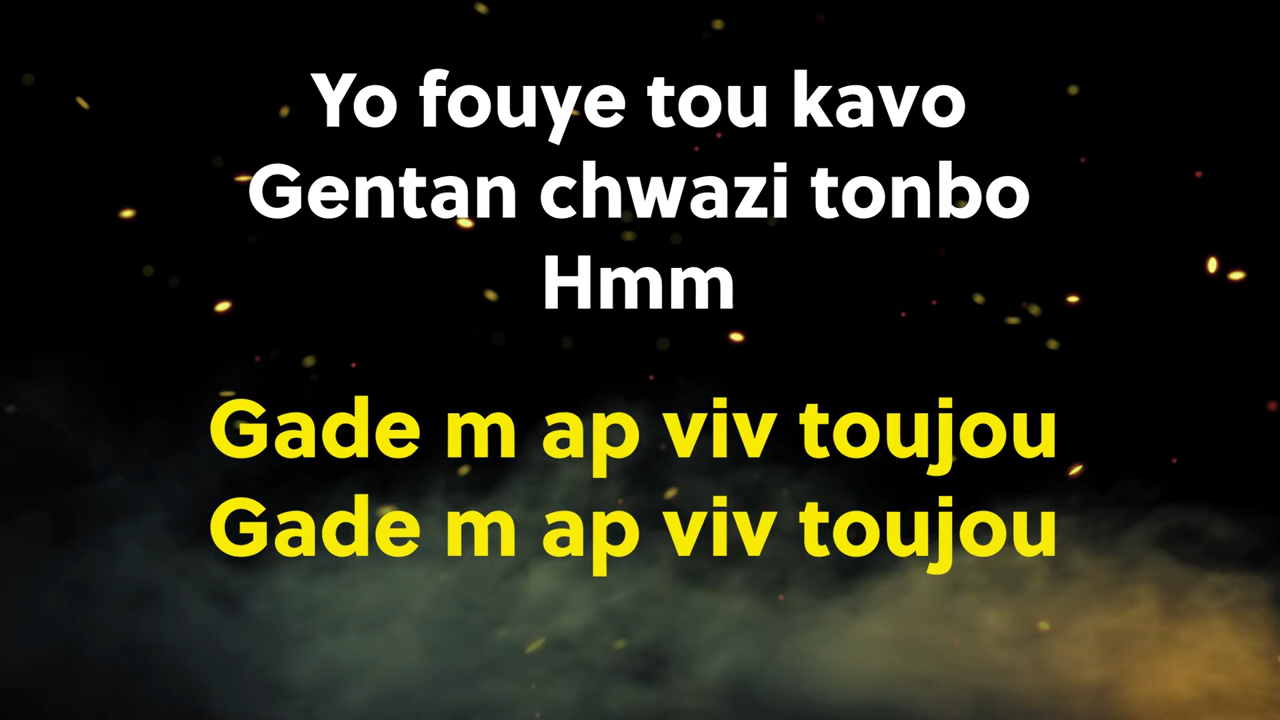 Yo fouye tou kavo
Gentan chwazi tonbo
Hmm
Gade m ap viv toujou
Gade m ap viv toujou